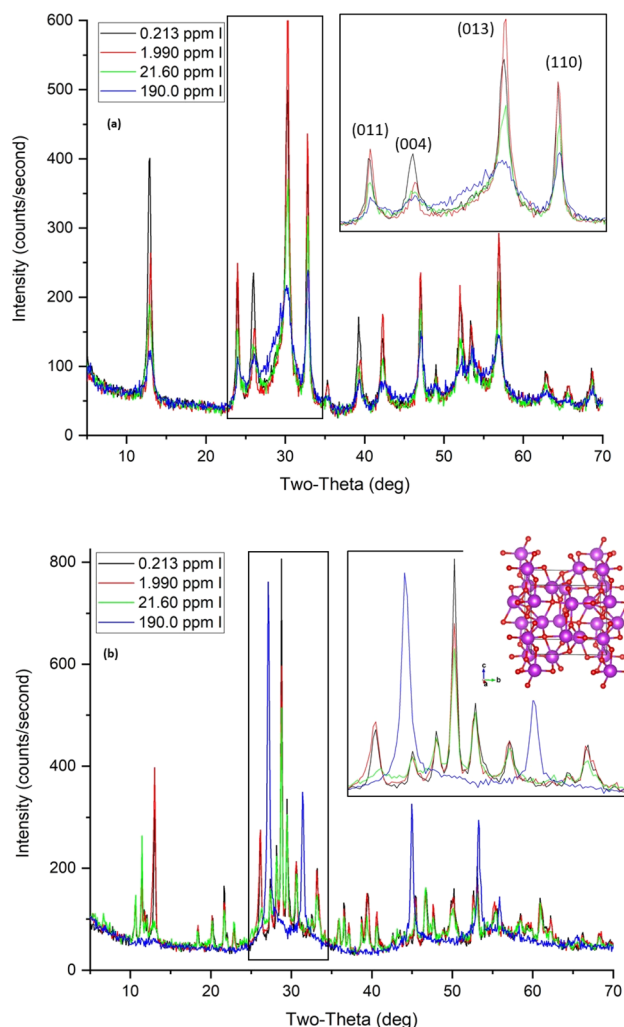 600
500
400
300
200
100
0
Intensity (counts/second)
0.213 ppm I
1.990 ppm I
21.60 ppm I
190.0 ppm I
(a)
(013)
(110)
(011)
(004)
10 20 30 40 50 60 70
Two-Theta (deg)
800
600
400
200
0
Intensity (counts/second)
0.213 ppm I
1.990 ppm I
21.60 ppm I
190.0 ppm I
(b)
c
a b
10 20 30 40 50 60 70
Two-Theta (deg)